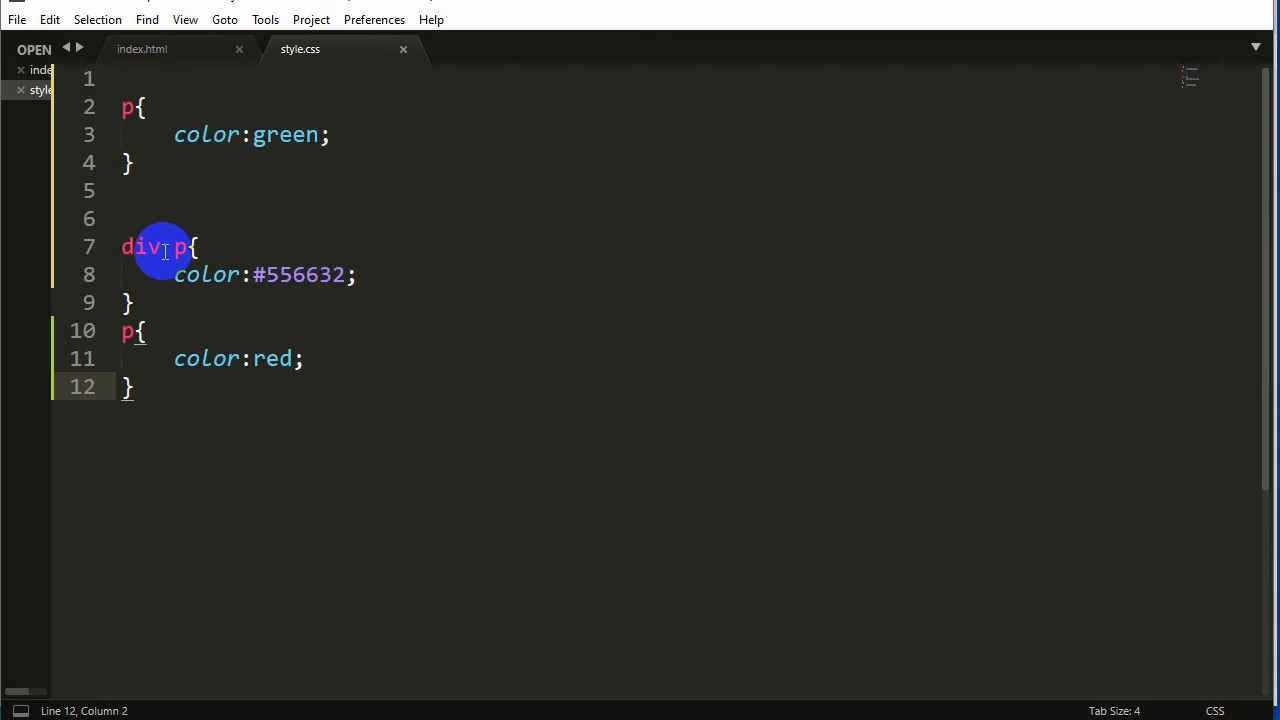 File Edit Selection Find View Goto Tools Project Preferences Help
OPEN
index.html
style.css
inde
style
1
2 p{
3 color:green;
4 }
5
6
7 div p{
8 color:#556632;
9 }
10 p{
11 color:red;
12 }
Line 12, Column 2
Tab Size: 4
CSS